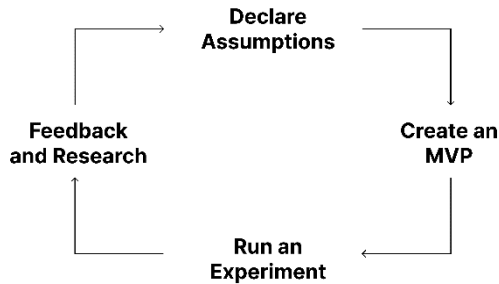 Declare
Assumptions
Feedback
and Research
Create an
MVP
Run an
Experiment